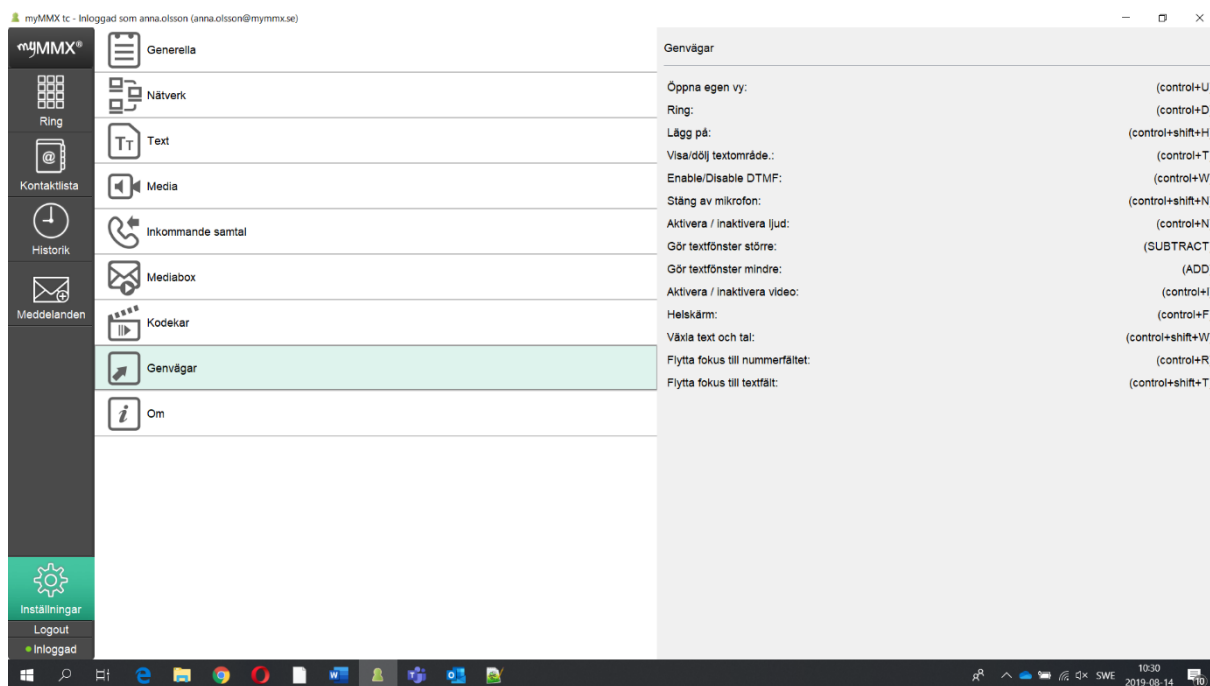 myMMX tc - Inloggad som anna.olsson (anna.olsson@mymmx.se)
myMMX®
Ring
Kontaktlista
Historik
Meddelanden
Inställningar
Logout
Inloggad
Generella
Nätverk
Text
Media
Inkommande samtal
Mediabox
Kodekar
Genvägar
Om
Genvägar
Öppna egen vy: (control+U
Ring: (control+D
Lägg på: (control+shift+H
Visa/dölj textområde.: (control+T
Enable/Disable DTMF: (control+W
Stäng av mikrofon: (control+shift+N
Aktivera / inaktivera ljud: (control+N
Gör textfönster större: (SUBTRACT
Gör textfönster mindre: (ADD
Aktivera / inaktivera video: (control+I
Helskärm: (control+F
Växla text och tal: (control+shift+W
Flytta fokus till nummerfältet: (control+R
Flytta fokus till textfält: (control+shift+T
SWE
10:30
2019-08-14
10